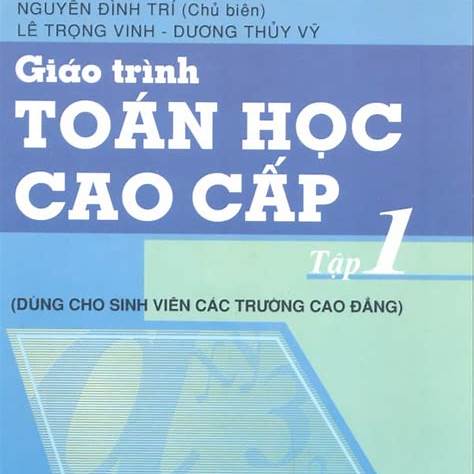 NGUYỄN ĐÌNH TRÍ (Chủ biên)
LÊ TRỌNG VINH - DƯƠNG THỦY VỸ
Giáo trình
TOÁN HỌC
CAO CẤP
Tập 1
(DÙNG CHO SINH VIÊN CÁC TRƯỜNG CAO ĐẲNG)